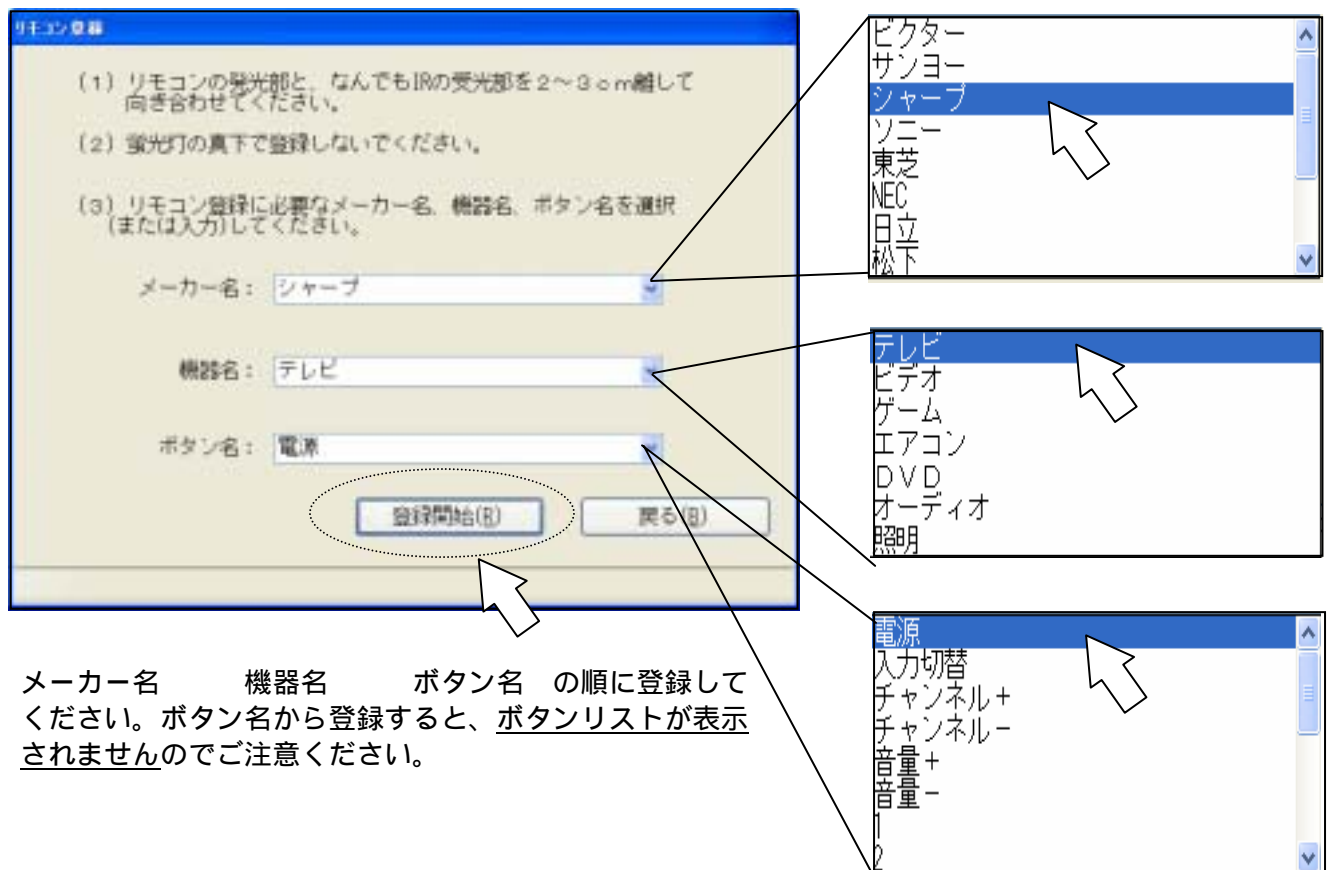 リモコン登録
(1) リモコンの発光部と、なんでもIRの受光部を2～3cm離して
向き合わせてください。
(2) 蛍光灯の真下で登録しないでください。
(3) リモコン登録に必要なメーカー名、機器名、ボタン名を選択
(または入力)してください。
メーカー名: シャープ
機器名: テレビ
ボタン名: 電源
登録開始(R) 戻る(B)
ビクター
サンヨー
シャープ
ソニー
東芝
NEC
日立
松下
テレビ
ビデオ
ゲーム
エアコン
DVD
オーディオ
照明
電源
入力切替
チャンネル+
チャンネル-
音量+
音量-
1
2
メーカー名 機器名 ボタン名 の順に登録して
ください。ボタン名から登録すると、ボタンリストが表示
されませんのでご注意ください。